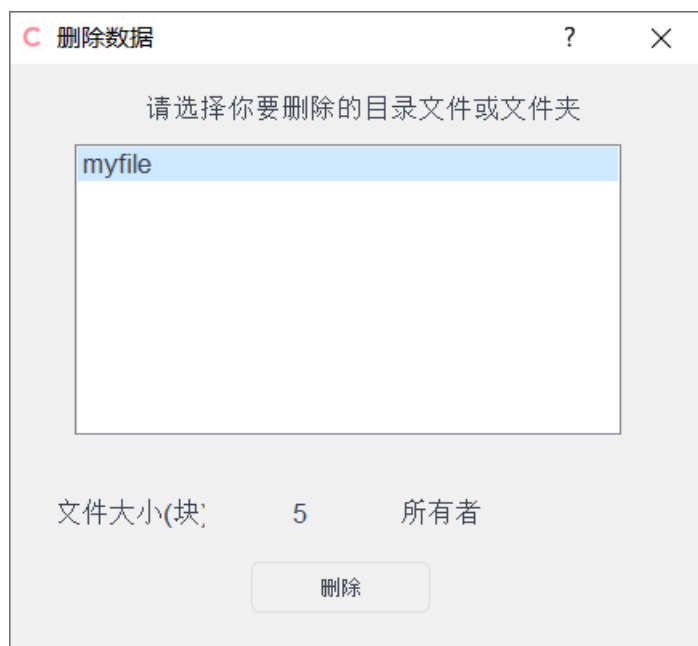 C 删除数据 ? ×
请选择你要删除的目录文件或文件夹
myfile
文件大小(块) 5 所有者
删除